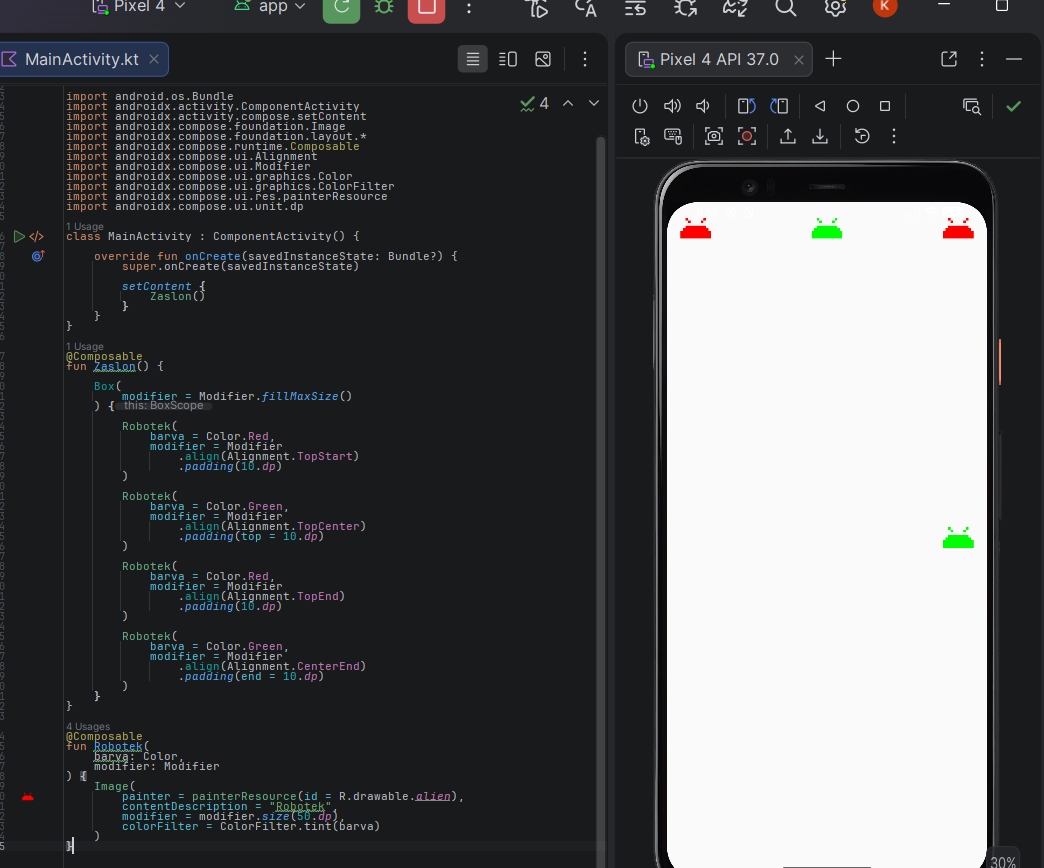 Pixel 4
app
K
MainActivity.kt
4
import android.os.Bundle
import androidx.activity.ComponentActivity
import androidx.activity.compose.setContent
import androidx.compose.foundation.Image
import androidx.compose.foundation.layout.*
import androidx.compose.runtime.Composable
import androidx.compose.ui.Alignment
import androidx.compose.ui.Modifier
import androidx.compose.ui.graphics.Color
import androidx.compose.ui.graphics.ColorFilter
import androidx.compose.ui.res.painterResource
import androidx.compose.ui.unit.dp
1 Usage
class MainActivity : ComponentActivity() {
override fun onCreate(savedInstanceState: Bundle?) {
super.onCreate(savedInstanceState)
setContent {
Zaslon()
}
}
}
1 Usage
@Composable
fun Zaslon() {
Box(
modifier = Modifier.fillMaxSize()
) { this: BoxScope
Robotek(
barva = Color.Red,
modifier = Modifier
.align(Alignment.TopStart)
.padding(10.dp)
)
Robotek(
barva = Color.Green,
modifier = Modifier
.align(Alignment.TopCenter)
.padding(top = 10.dp)
)
Robotek(
barva = Color.Red,
modifier = Modifier
.align(Alignment.TopEnd)
.padding(10.dp)
)
Robotek(
barva = Color.Green,
modifier = Modifier
.align(Alignment.CenterEnd)
.padding(end = 10.dp)
)
}
}
4 Usages
@Composable
fun Robotek(
barva: Color,
modifier: Modifier
) {
Image(
painter = painterResource(id = R.drawable.alien),
contentDescription = "Robotek",
modifier = modifier.size(50.dp),
colorFilter = ColorFilter.tint(barva)
)
}
Pixel 4 API 37.0
30%